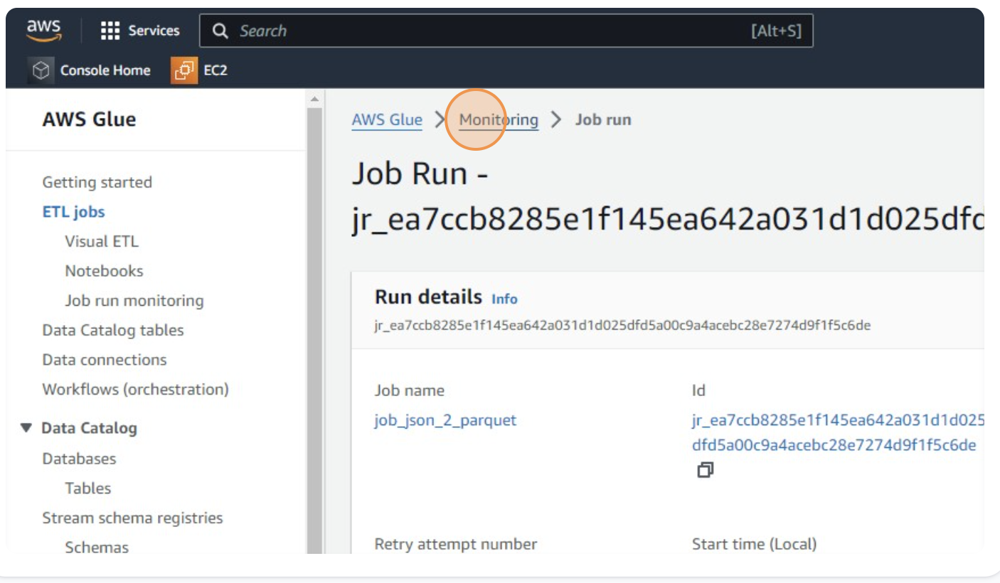 aws
Services
Search
[Alt+S]
Console Home
EC2
AWS Glue
Getting started
ETL jobs
Visual ETL
Notebooks
Job run monitoring
Data Catalog tables
Data connections
Workflows (orchestration)
Data Catalog
Databases
Tables
Stream schema registries
Schemas
AWS Glue > Monitoring > Job run
Job Run -
jr_ea7ccb8285e1f145ea642a031d1d025dfd
Run details Info
jr_ea7ccb8285e1f145ea642a031d1d025dfd5a00c9a4acebc28e7274d9f1f5c6de
Job name
job_json_2_parquet
Id
jr_ea7ccb8285e1f145ea642a031d1d025
dfd5a00c9a4acebc28e7274d9f1f5c6de
Retry attempt number
Start time (Local)